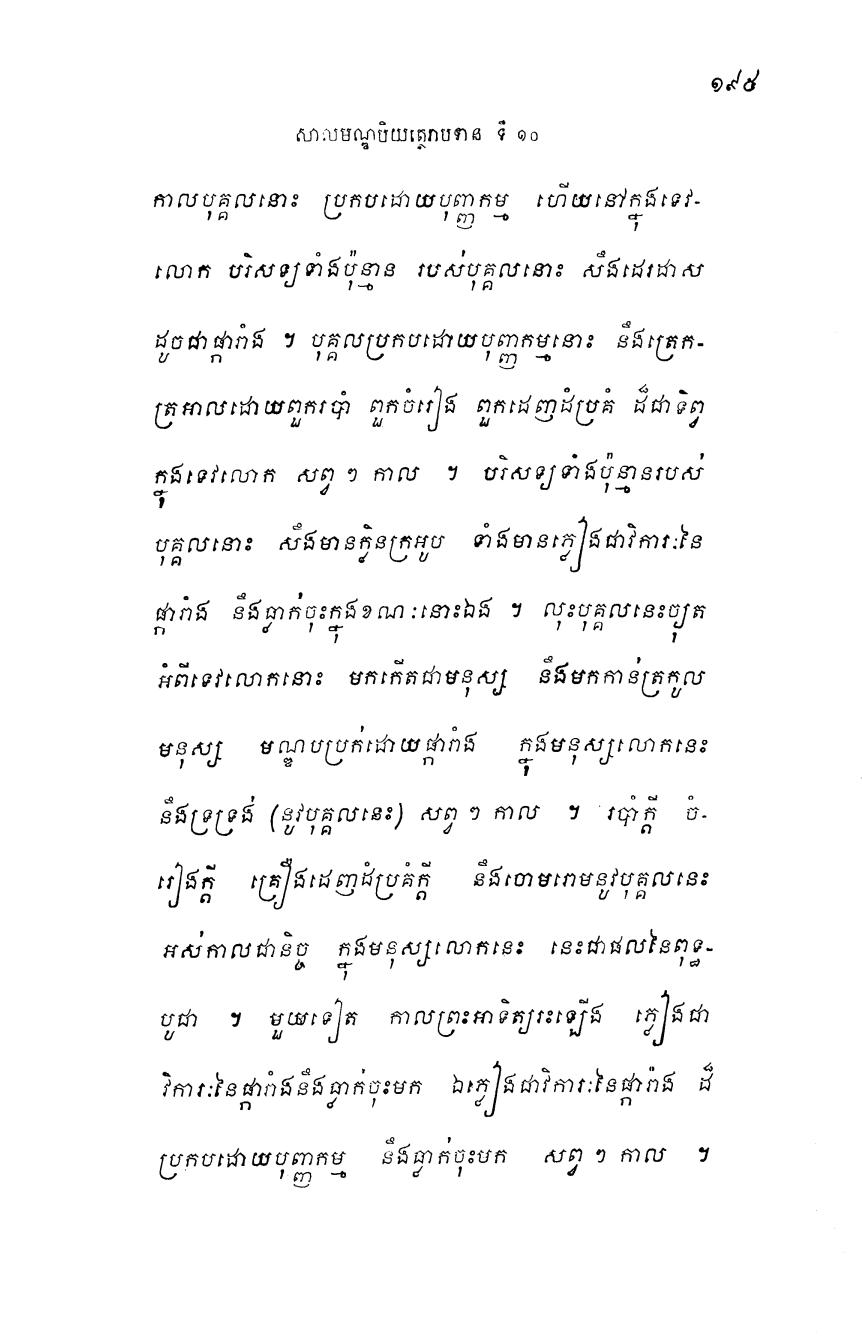 ១៩៥
សាលមណ្ឌបិយត្ថេរាបទាន ទី ១០
កាលបុគ្គលនោះ ប្រកបដោយបុញ្ញកម្ម ហើយនៅក្នុងទេវ-
លោក បរិសទ្យទាំងប៉ុន្មាន របស់បុគ្គលនោះ សឹងដេរដាស
ដូចជាផ្ការាំង ។ បុគ្គលប្រកបដោយបុញ្ញកម្មនោះ នឹងត្រេក-
ត្រអាលដោយពួករបាំ ពួកចំរៀង ពួកដេញដំប្រគំ ដ៏ជាទិព្វ
ក្នុងទេវលោក សព្វ ៗ កាល ។ បរិសទ្យទាំងប៉ុន្មានរបស់
បុគ្គលនោះ សឹងមានក្លិនក្រអូប ទាំងមានភ្លៀងជាវិការៈនៃ
ផ្ការាំង នឹងធ្លាក់ចុះក្នុងខណៈនោះឯង ។ លុះបុគ្គលនេះច្យុត
អំពីទេវលោកនោះ មកកើតជាមនុស្ស នឹងមកកាន់ត្រកូល
មនុស្ស មណ្ឌបប្រក់ដោយផ្ការាំង ក្នុងមនុស្សលោកនេះ
នឹងទ្រទ្រង់ (នូវបុគ្គលនេះ) សព្វ ៗ កាល ។ របាំក្តី ចំ-
រៀងក្តី គ្រឿងដេញដំប្រគំក្តី នឹងចោមរោមនូវបុគ្គលនេះ
អស់កាលជានិច្ច ក្នុងមនុស្សលោកនេះ នេះជាផលនៃពុទ្ធ-
បូជា ។ មួយទៀត កាលព្រះអាទិត្យរះឡើង ភ្លៀងជា
វិការៈនៃផ្ការាំងនឹងធ្លាក់ចុះមក ឯភ្លៀងជាវិការៈនៃផ្ការ៉ាង ដ៏
ប្រកបដោយបុញ្ញកម្ម នឹងធ្លាក់ចុះមក សព្វ ៗ កាល ។